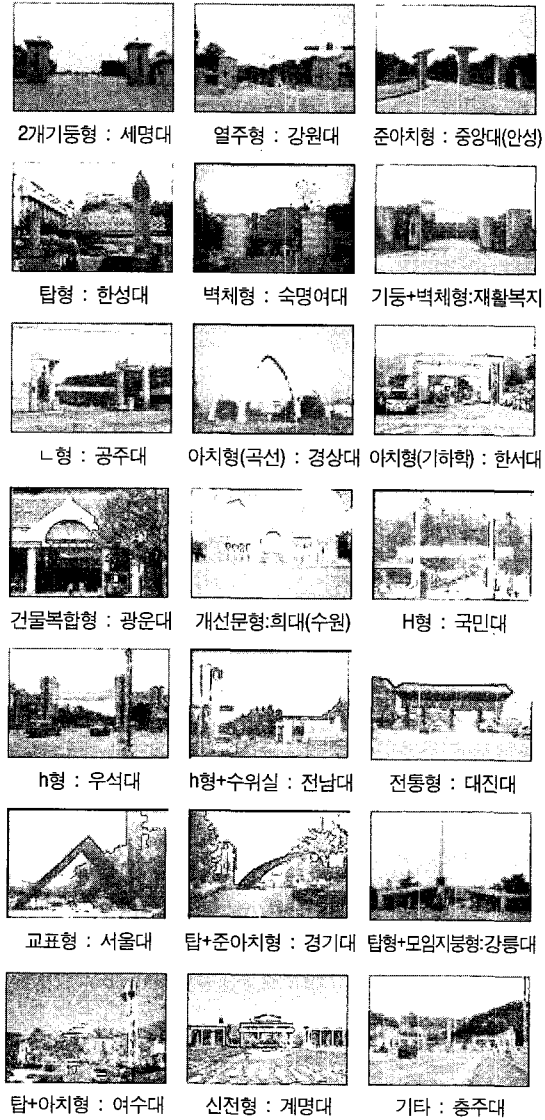 2개기둥형 : 세명대
열주형 : 강원대
준아치형 : 중앙대(안성)
탑형 : 한성대
벽체형 : 숙명여대
기둥+벽체형:재활복지
ㄴ형 : 공주대
아치형(곡선) : 경상대
아치형(기하학) : 한서대
건물복합형 : 광운대
개선문형:희대(수원)
H형 : 국민대
h형 : 우석대
h형+수위실 : 전남대
전통형 : 대진대
교표형 : 서울대
탑+준아치형 : 경기대
탑형+모임지붕형:강릉대
탑+아치형 : 여수대
신전형 : 계명대
기타 : 충주대